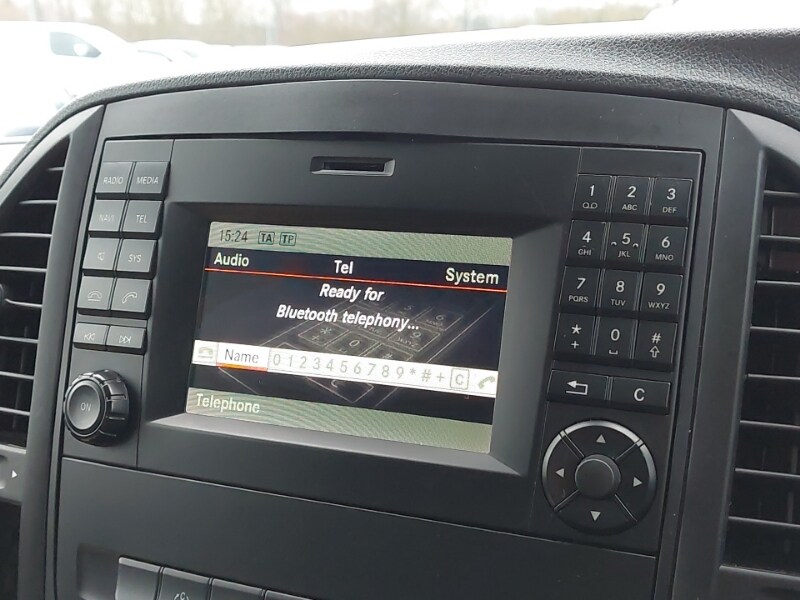 RADIO MEDIA
NAVI TEL
SYS
ON
15:24 TA TP
Audio Tel System
Ready for
Bluetooth telephony...
Name 0 1 2 3 4 5 6 7 8 9 * # + C
Telephone
1 2 ABC 3 DEF
4 GHI 5 JKL 6 MNO
7 PQRS 8 TUV 9 WXYZ
* + 0 #
C